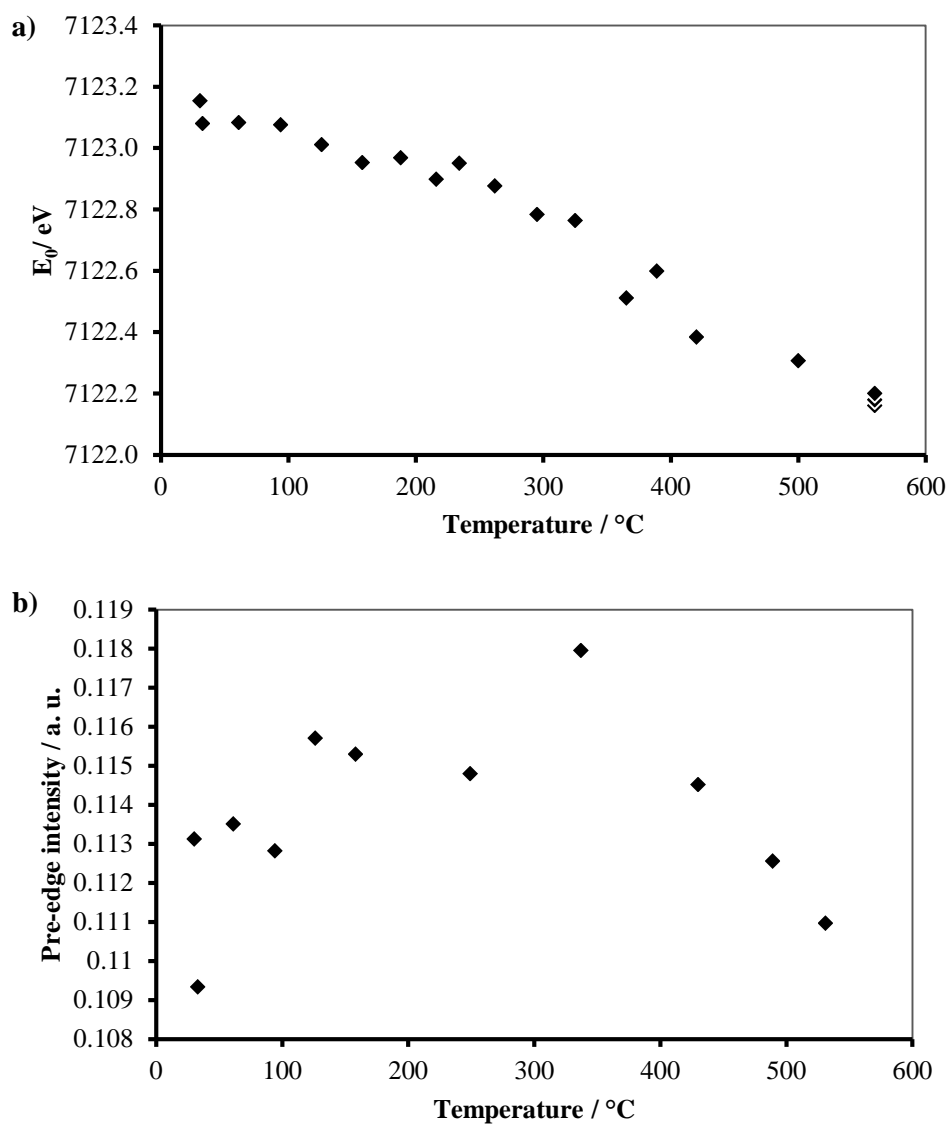 a)
7123.4
7123.2
7123.0
7122.8
7122.6
7122.4
7122.2
7122.0
E0/ eV
0 100 200 300 400 500 600
Temperature / °C
b)
0.119
0.118
0.117
0.116
0.115
0.114
0.113
0.112
0.111
0.11
0.109
0.108
Pre-edge intensity / a. u.
0 100 200 300 400 500 600
Temperature / °C